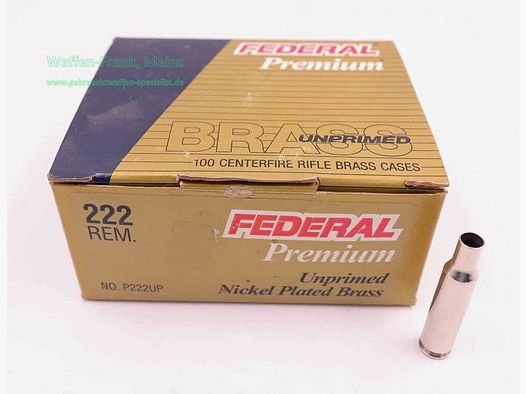 Waffen-Frank, Mainz
www.gebrauchtwaffen-spezialist.de
FEDERAL
Premium
BRASS
UNPRIMED
100 CENTERFIRE RIFLE BRASS CASES
222
REM.
FEDERAL
Premium
Unprimed
Nickel Plated Brass
NO. P222UP